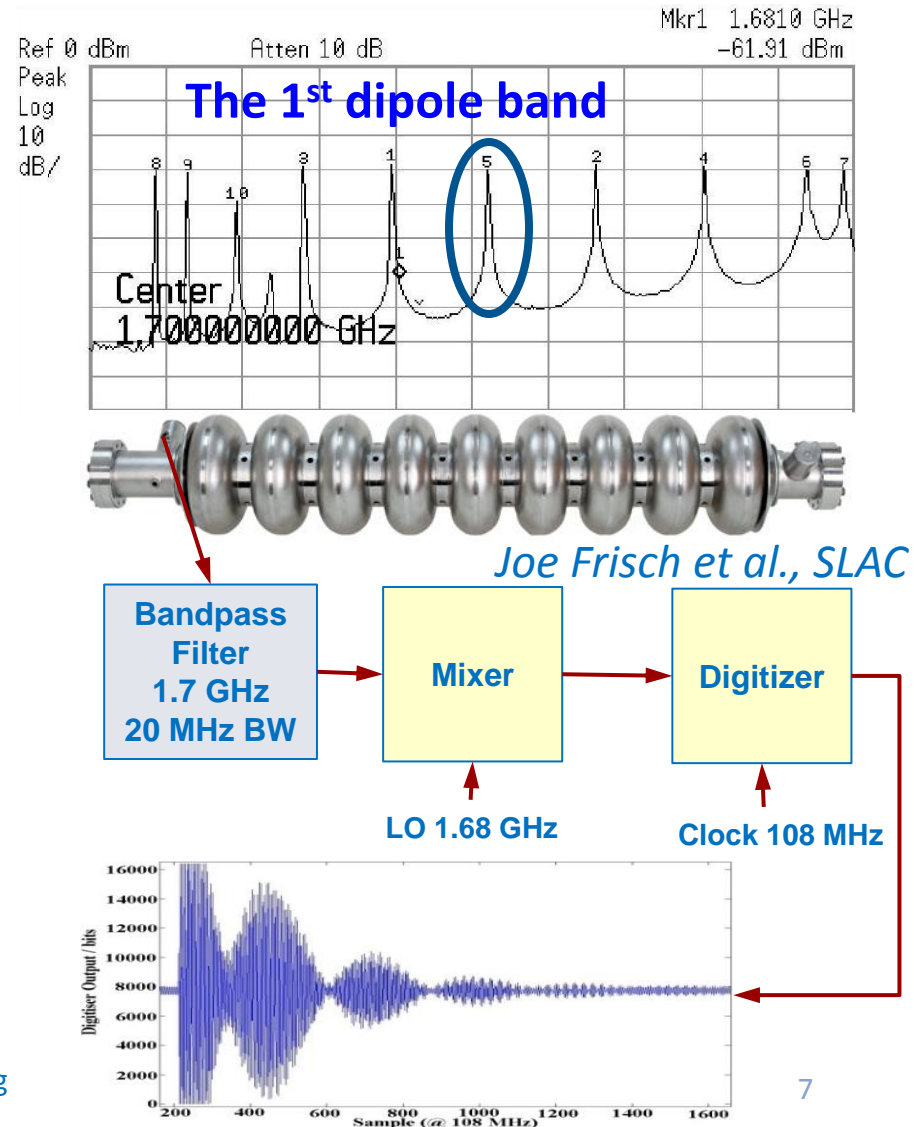 Mkr1 1.6810 GHz
Ref 0 dBm Atten 10 dB -61.91 dBm
Peak
Log
10
dB/
The 1st dipole band
8 9 10 3 1 5 2 4 6 7
1
Center
1.700000000 GHz
Joe Frisch et al., SLAC
Bandpass
Filter
1.7 GHz
20 MHz BW
Mixer
Digitizer
LO 1.68 GHz
Clock 108 MHz
16000
14000
12000
10000
8000
6000
4000
2000
0
Digitiser Output / bits
200 400 600 800 1000 1200 1400 1600
Sample (@ 108 MHz)
g
7